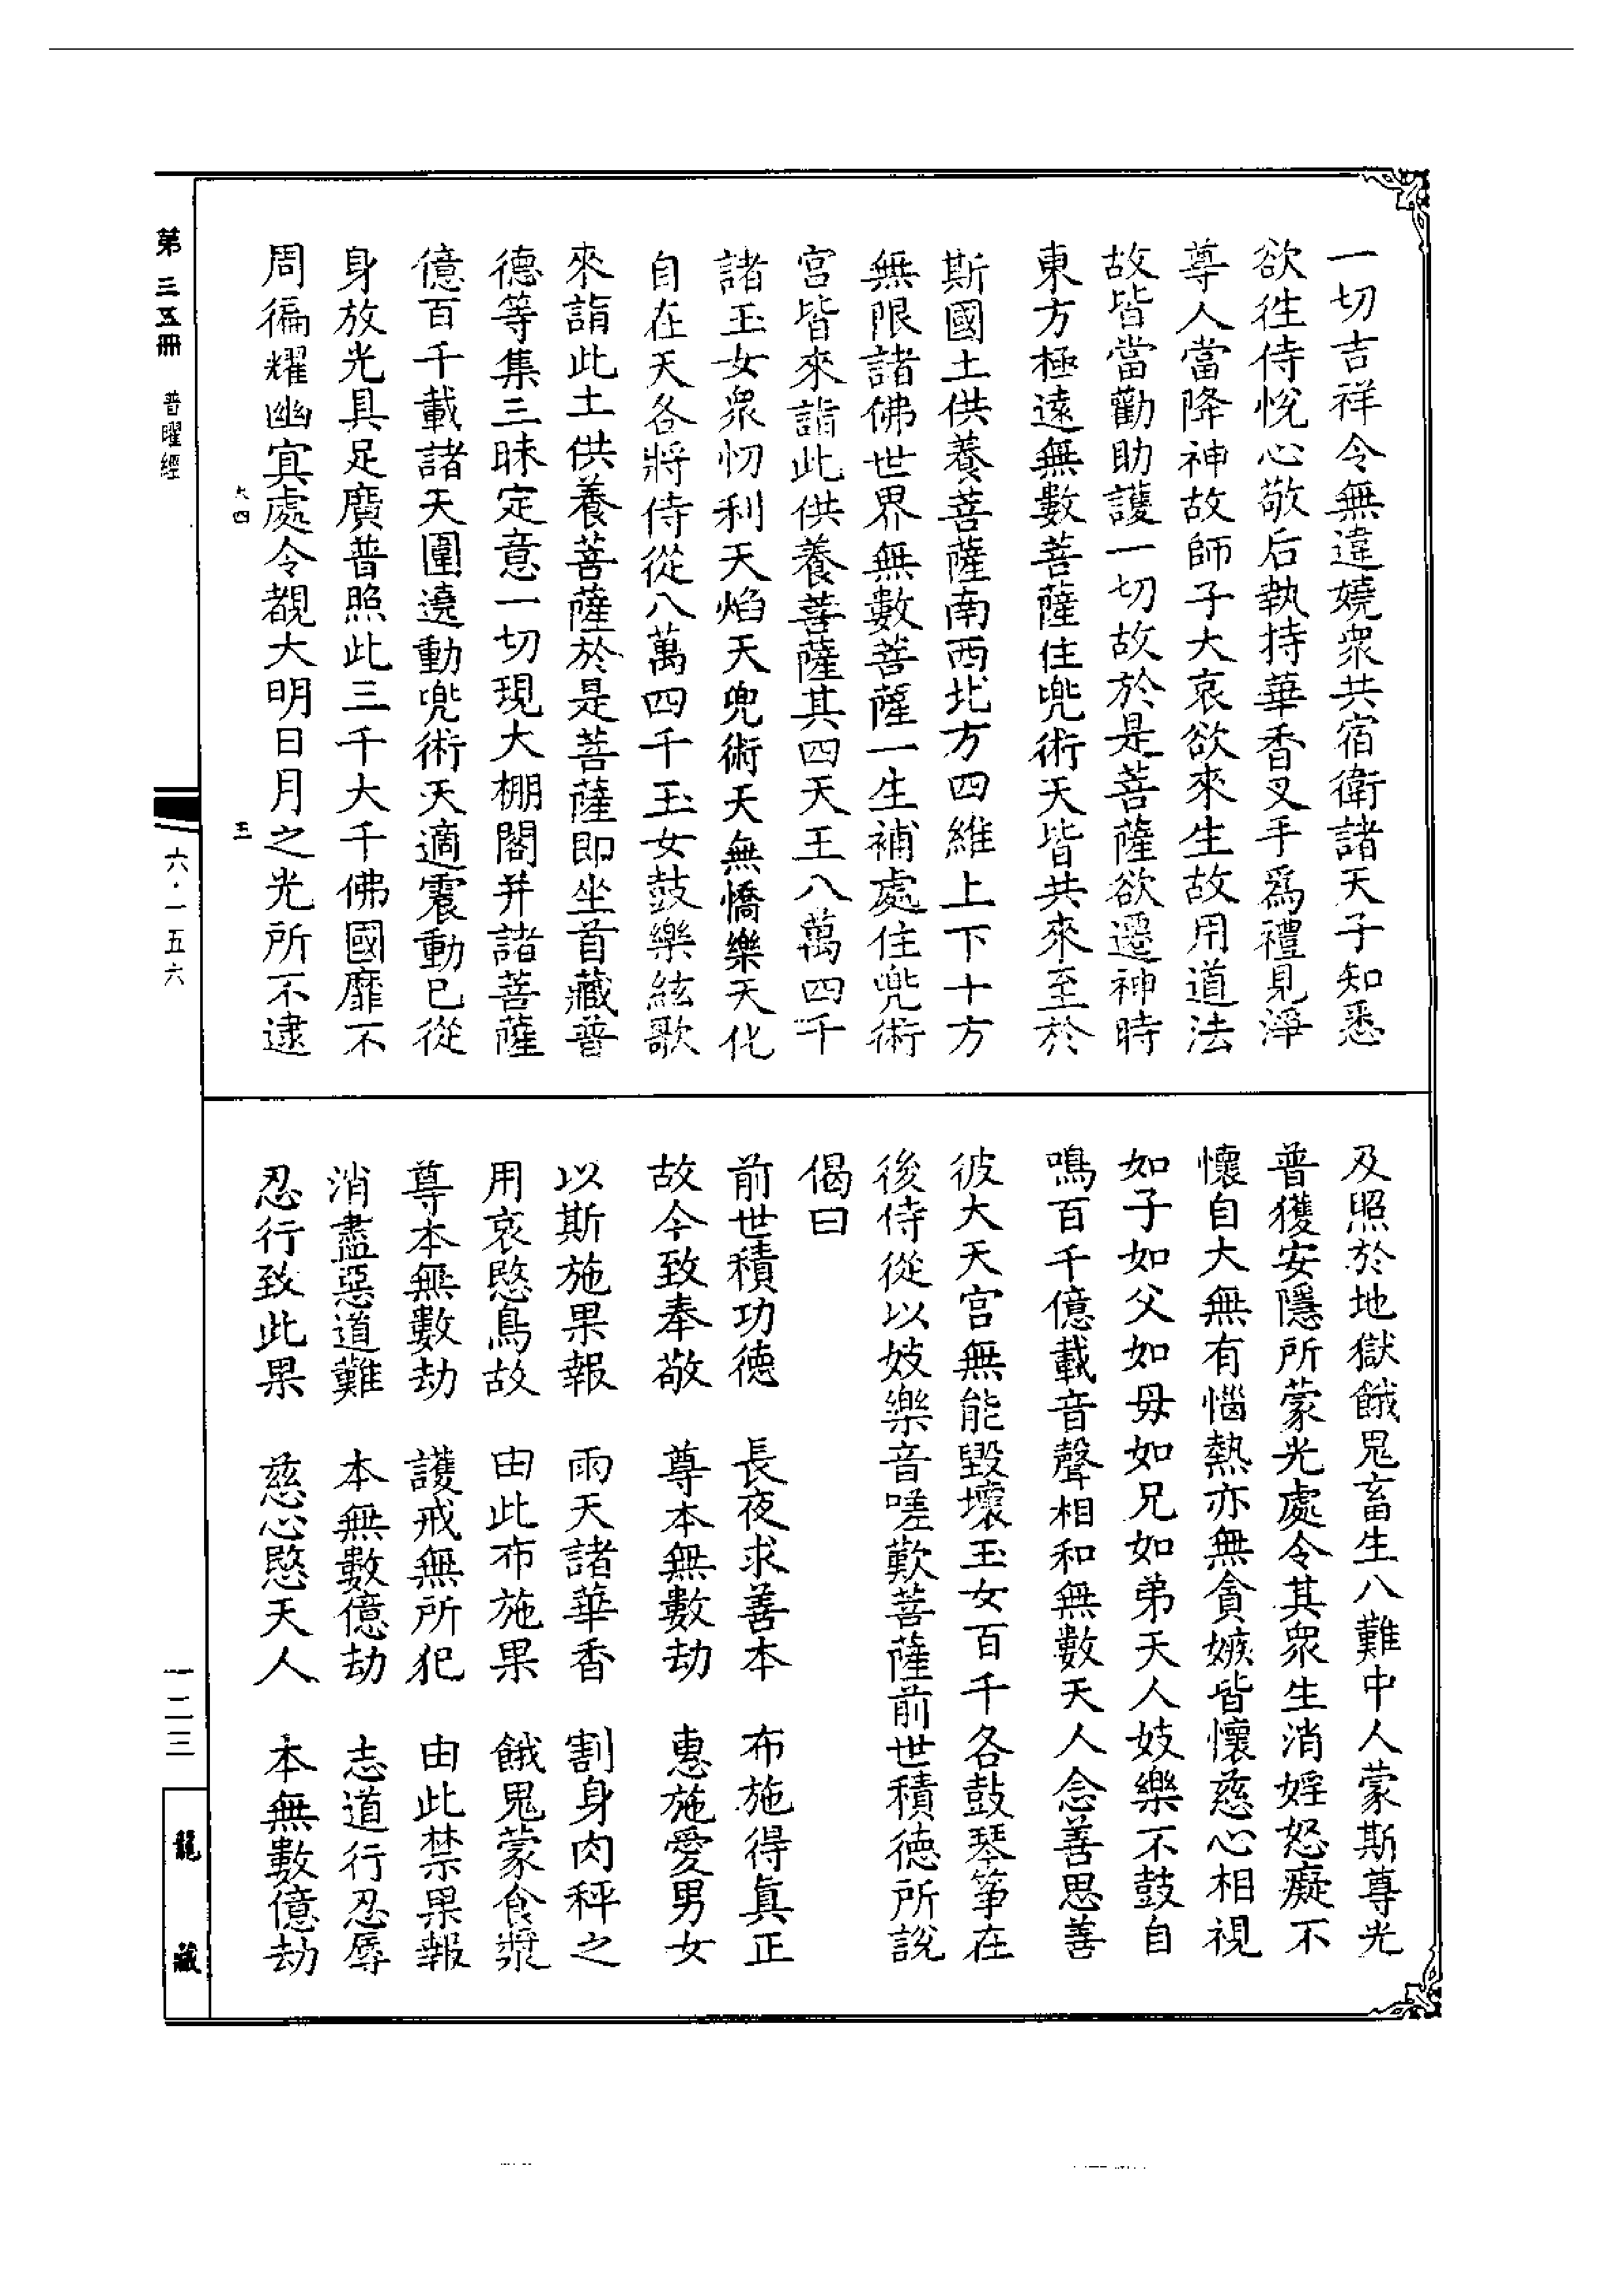 一切吉祥令無違嬈眾共宿衛諸天子知悉
欲徃侍悅心敬后執持華香叉手為禮見淨
尊人當降神故師子大哀欲來生故用道法
故皆當勸助護一切故於是菩薩欲遷神時
東方極遠無數菩薩住兠術天皆共來至於
斯國土供養菩薩南西北方四維上下十方
無限諸佛世界無數菩薩一生補處住兠術
宮皆來詣此供養菩薩其四天王八萬四千
諸玉女衆忉利天焰天兠術天無憍樂天化
自在天各將侍從八萬四千玉女鼓樂絃歌
來詣此土供養菩薩於是菩薩即坐首藏普
德等集三昧定意一切現大棚閣并諸菩薩
億百千載諸天圍遶動兠術天適震動已從
身放光具足廣普照此三千大千佛國靡不
周徧耀幽冥處令覩大明日月之光所不逮
及照於地獄餓鬼畜生八難中人蒙斯尊光
普獲安隱所蒙光處令其衆生消婬怒癡不
懷自大無有惱熱亦無貪嫉皆懷慈心相視
如子如父如母如兄如弟天人妓樂不鼓自
鳴百千億載音聲相和無數天人念善思善
彼大天宮無能毀壞玉女百千各鼓琴箏在
後侍從以妓樂音嗟歎菩薩前世積德所說
偈曰
前世積功德　長夜求善本　布施得真正
故今致奉敬　尊本無數劫　惠施愛男女
以斯施果報　雨天諸華香　割身肉秤之
用哀愍鳥故　由此布施果　餓鬼蒙食漿
尊本無數劫　護戒無所犯　由此禁果報
消盡惡道難　本無數億劫　志道行忍辱
忍行致此果　慈心愍天人　本無數億劫
第三五冊　普曜經
六·一五六
一二三
龍藏
四
三